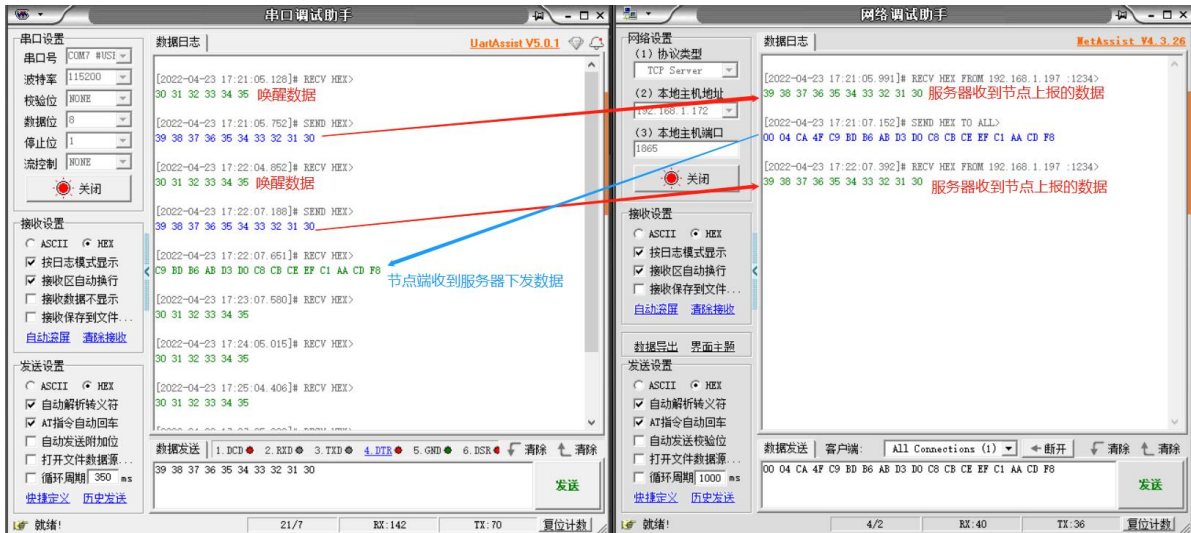 串口调试助手
串口设置
串口号 COM7 #USI
波特率 115200
校验位 NONE
数据位 8
停止位 1
流控制 NONE
关闭
接收设置
ASCII HEX
按日志模式显示
接收区自动换行
接收数据不显示
接收保存到文件...
自动滚屏 清除接收
发送设置
ASCII HEX
自动解析转义符
AT指令自动回车
自动发送附加位
打开文件数据源...
循环周期 350 ms
快捷定义 历史发送
数据日志 UartAssist V5.0.1
[2022-04-23 17:21:05.128]# RECV HEX>
30 31 32 33 34 35 唤醒数据
[2022-04-23 17:21:05.752]# SEND HEX>
39 38 37 36 35 34 33 32 31 30
[2022-04-23 17:22:04.852]# RECV HEX>
30 31 32 33 34 35 唤醒数据
[2022-04-23 17:22:07.188]# SEND HEX>
39 38 37 36 35 34 33 32 31 30
[2022-04-23 17:22:07.651]# RECV HEX>
C9 BD B6 AB D3 D0 C8 CB CE EF C1 AA CD F8
节点端收到服务器下发数据
[2022-04-23 17:23:07.580]# RECV HEX>
30 31 32 33 34 35
[2022-04-23 17:24:05.015]# RECV HEX>
30 31 32 33 34 35
[2022-04-23 17:25:04.406]# RECV HEX>
30 31 32 33 34 35
数据发送 1. DCD 2. RXD 3. TXD 4. DTR 5. GND 6. DSR 清除 清除
39 38 37 36 35 34 33 32 31 30
发送
就绪! 21/7 RX:142 TX:70 复位计数
网络调试助手
网络设置
(1) 协议类型
TCP Server
(2) 本地主机地址
192.168.1.172
(3) 本地主机端口
1865
关闭
接收设置
ASCII HEX
按日志模式显示
接收区自动换行
接收保存到文件...
自动滚屏 清除接收
数据导出 界面主题
发送设置
ASCII HEX
自动解析转义符
AT指令自动回车
自动发送校验位
打开文件数据源...
循环周期 1000 ms
快捷定义 历史发送
数据日志 NetAssist V4.3.26
[2022-04-23 17:21:05.991]# RECV HEX FROM 192.168.1.197 :1234>
39 38 37 36 35 34 33 32 31 30 服务器收到节点上报的数据
[2022-04-23 17:21:07.152]# SEND HEX TO ALL>
00 04 CA 4F C9 BD B6 AB D3 D0 C8 CB CE EF C1 AA CD F8
[2022-04-23 17:22:07.392]# RECV HEX FROM 192.168.1.197 :1234>
39 38 37 36 35 34 33 32 31 30 服务器收到节点上报的数据
数据发送 客户端: All Connections (1) 断开 清除 清除
00 04 CA 4F C9 BD B6 AB D3 D0 C8 CB CE EF C1 AA CD F8
发送
就绪! 4/2 RX:40 TX:36 复位计数